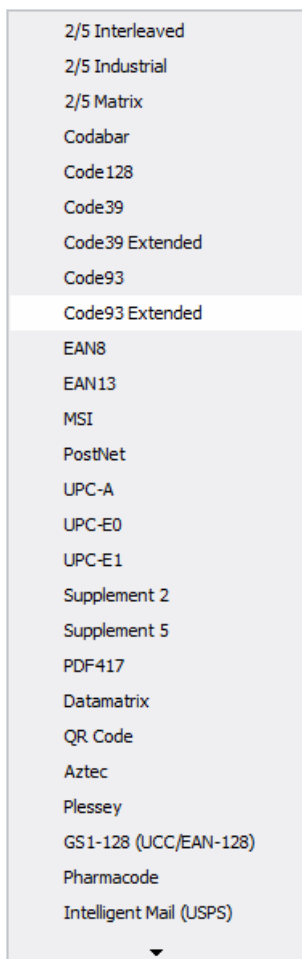 2/5 Interleaved
2/5 Industrial
2/5 Matrix
Codabar
Code128
Code39
Code39 Extended
Code93
Code93 Extended
EAN8
EAN13
MSI
PostNet
UPC-A
UPC-E0
UPC-E1
Supplement 2
Supplement 5
PDF417
Datamatrix
QR Code
Aztec
Plessey
GS1-128 (UCC/EAN-128)
Pharmacode
Intelligent Mail (USPS)